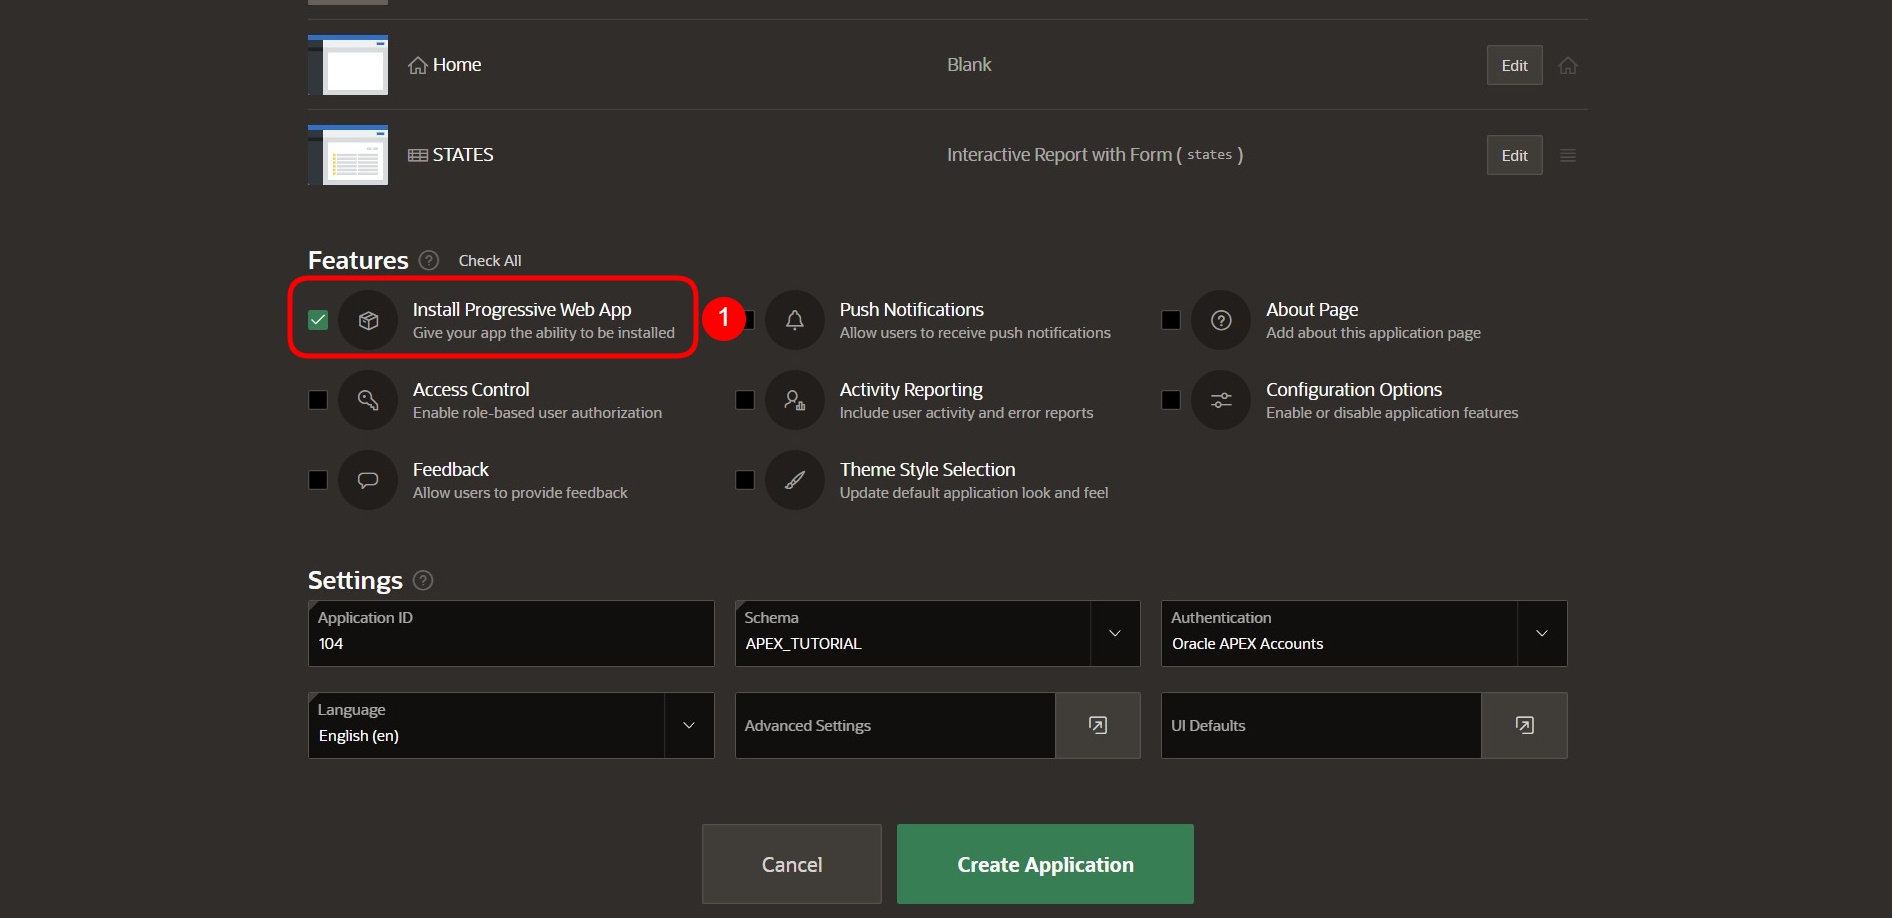 Home
Blank
Edit
STATES
Interactive Report with Form ( states )
Edit
Features ? Check All
Install Progressive Web App
Give your app the ability to be installed
1
Push Notifications
Allow users to receive push notifications
? About Page
Add about this application page
Access Control
Enable role-based user authorization
Activity Reporting
Include user activity and error reports
Configuration Options
Enable or disable application features
Feedback
Allow users to provide feedback
Theme Style Selection
Update default application look and feel
Settings ?
Application ID
104
Schema
APEX_TUTORIAL
Authentication
Oracle APEX Accounts
Language
English (en)
Advanced Settings
UI Defaults
Cancel
Create Application